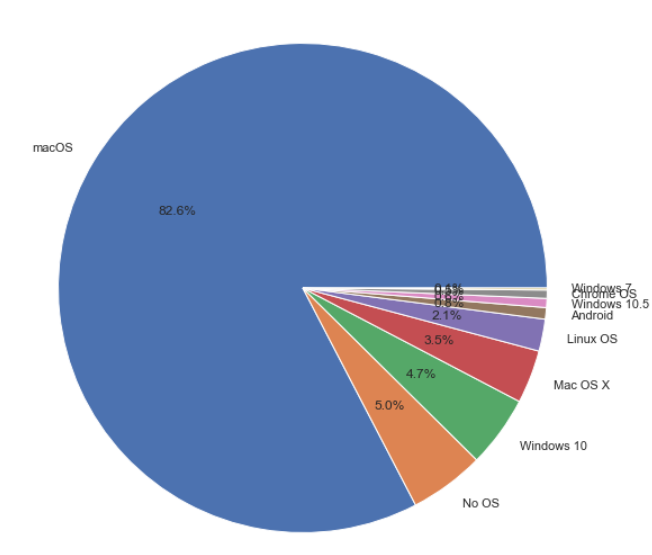 macOS
82.6%
Windows 7
Chrome OS
Windows 10.5
Android
2.1%
Linux OS
3.5%
Mac OS X
4.7%
Windows 10
5.0%
No OS